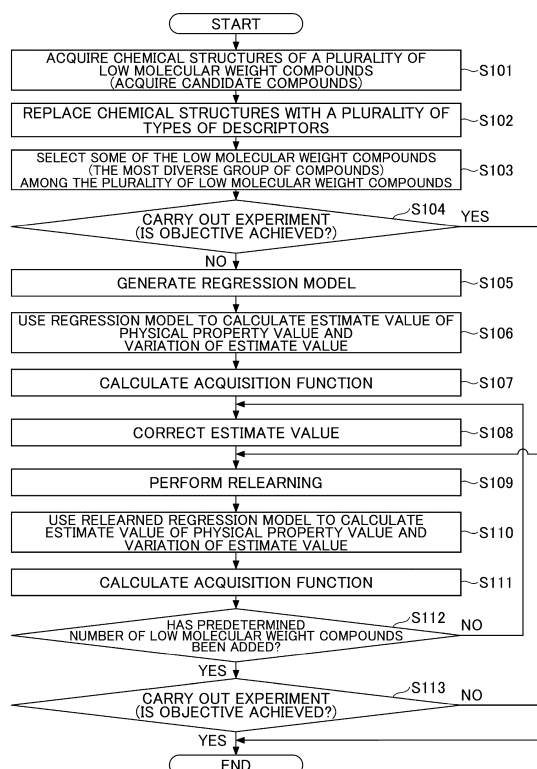 START
ACQUIRE CHEMICAL STRUCTURES OF A PLURALITY OF
LOW MOLECULAR WEIGHT COMPOUNDS
(ACQUIRE CANDIDATE COMPOUNDS)
S101
REPLACE CHEMICAL STRUCTURES WITH A PLURALITY OF
TYPES OF DESCRIPTORS
S102
SELECT SOME OF THE LOW MOLECULAR WEIGHT COMPOUNDS
(THE MOST DIVERSE GROUP OF COMPOUNDS)
AMONG THE PLURALITY OF LOW MOLECULAR WEIGHT COMPOUNDS
S103
CARRY OUT EXPERIMENT
(IS OBJECTIVE ACHIEVED?)
S104
YES
NO
GENERATE REGRESSION MODEL
S105
USE REGRESSION MODEL TO CALCULATE ESTIMATE VALUE OF
PHYSICAL PROPERTY VALUE AND
VARIATION OF ESTIMATE VALUE
S106
CALCULATE ACQUISITION FUNCTION
S107
CORRECT ESTIMATE VALUE
S108
PERFORM RELEARNING
S109
USE RELEARNED REGRESSION MODEL TO CALCULATE
ESTIMATE VALUE OF PHYSICAL PROPERTY VALUE AND
VARIATION OF ESTIMATE VALUE
S110
CALCULATE ACQUISITION FUNCTION
S111
HAS PREDETERMINED
NUMBER OF LOW MOLECULAR WEIGHT COMPOUNDS
BEEN ADDED?
S112
NO
YES
CARRY OUT EXPERIMENT
(IS OBJECTIVE ACHIEVED?)
S113
NO
YES
END